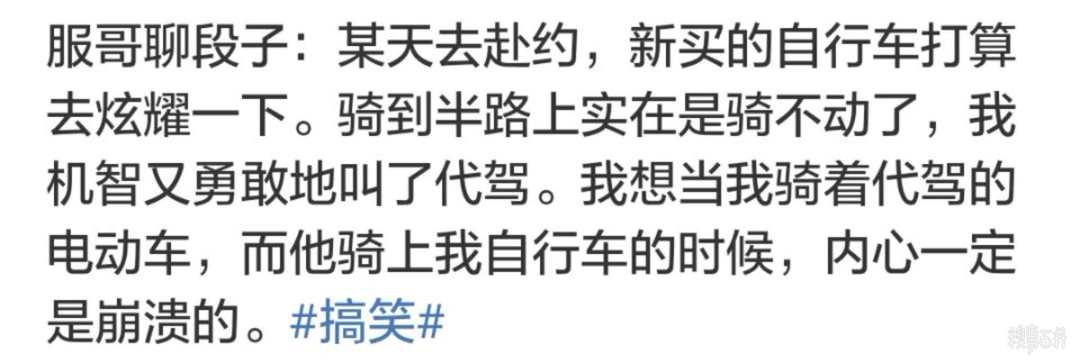 服哥聊段子：某天去赴约，新买的自行车打算
去炫耀一下。骑到半路上实在是骑不动了，我
机智又勇敢地叫了代驾。我想当我骑着代驾的
电动车，而他骑上我自行车的时候，内心一定
是崩溃的。#搞笑#